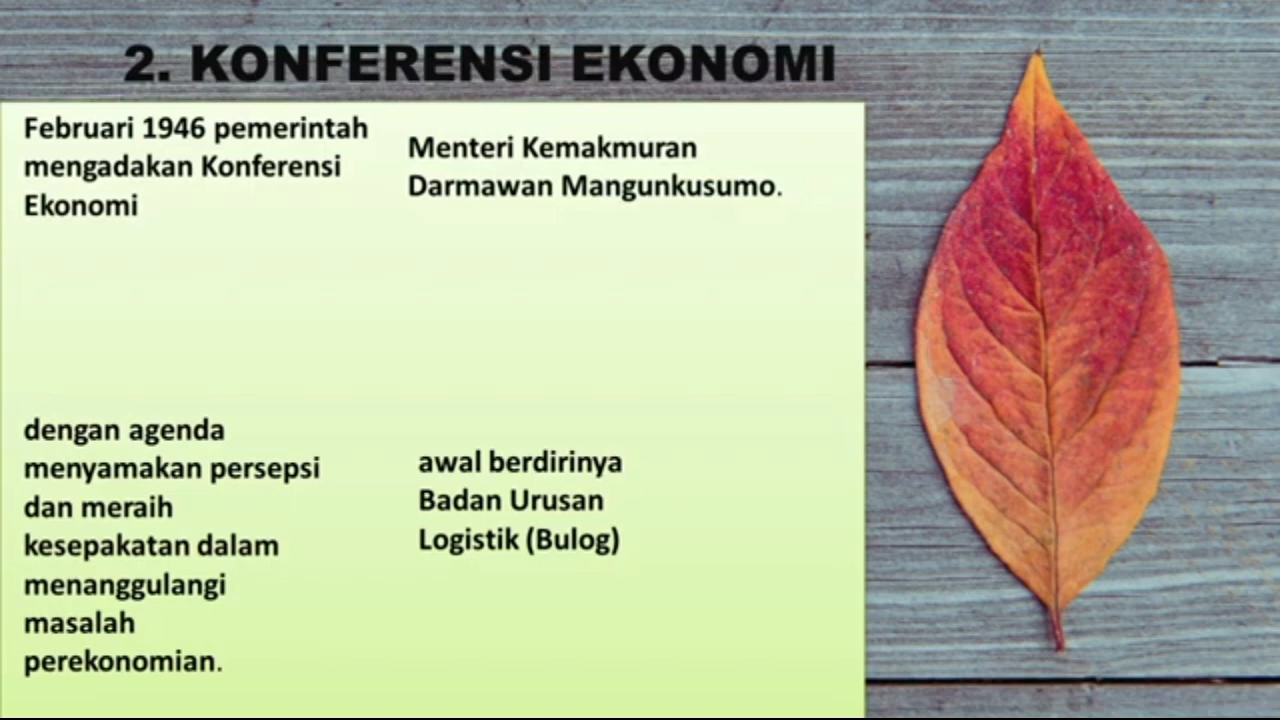 2. KONFERENSI EKONOMI
Februari 1946 pemerintah
mengadakan Konferensi
Ekonomi
Menteri Kemakmuran
Darmawan Mangunkusumo.
dengan agenda
menyamakan persepsi
dan meraih
kesepakatan dalam
menanggulangi
masalah
perekonomian.
awal berdirinya
Badan Urusan
Logistik (Bulog)